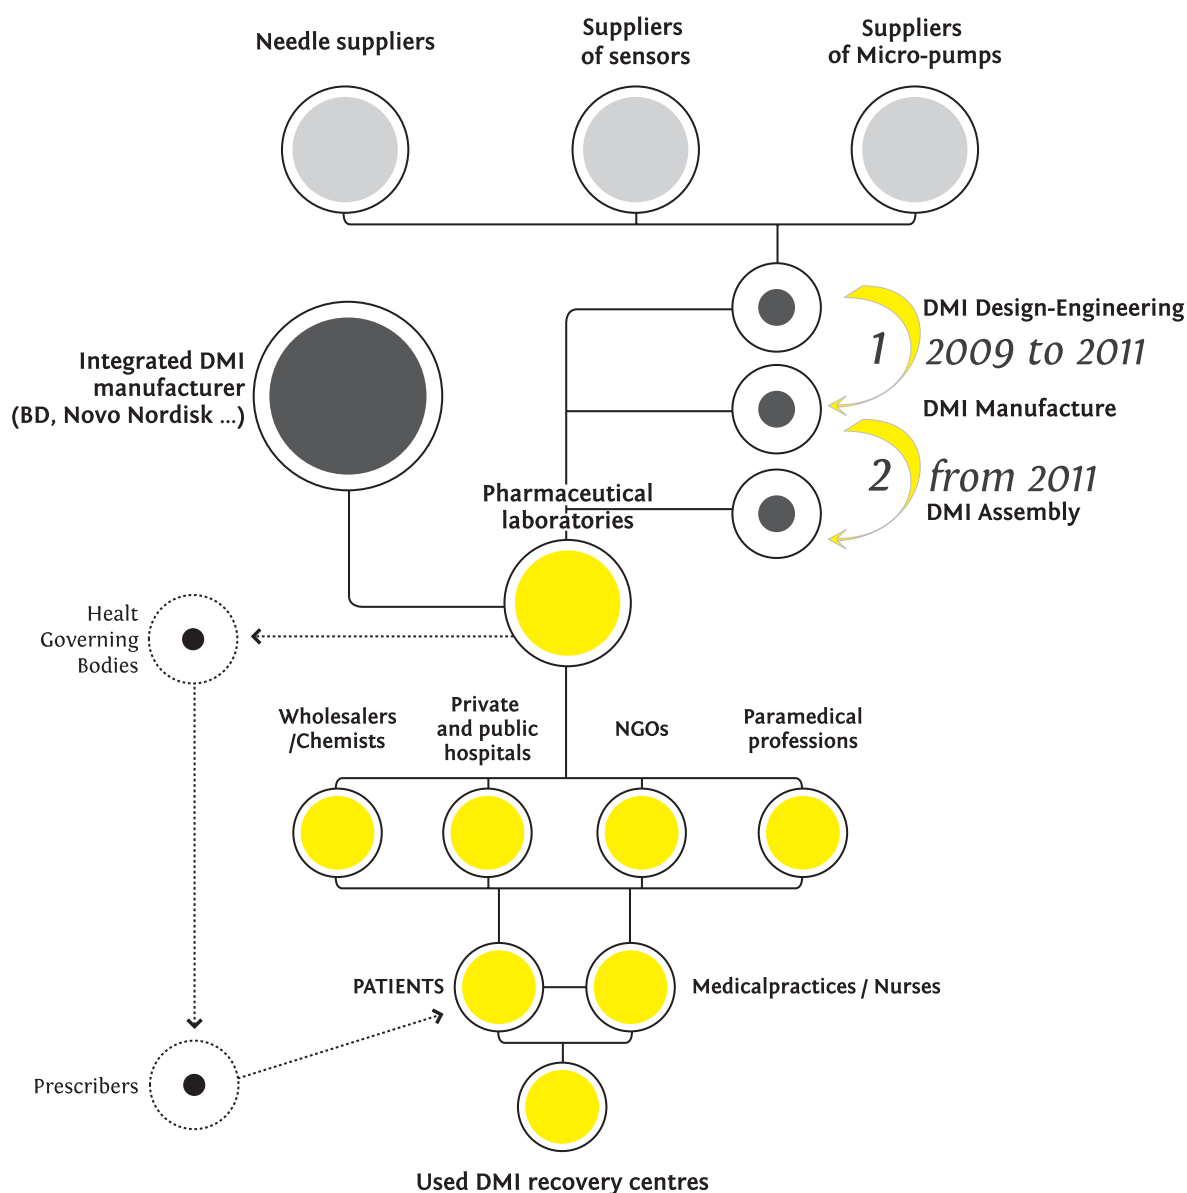 Needle suppliers
Suppliers
of sensors
Suppliers
of Micro-pumps
Integrated DMI
manufacturer
(BD, Novo Nordisk ...)
DMI Design-Engineering
1
2009 to 2011
DMI Manufacture
2
from 2011
DMI Assembly
Pharmaceutical
laboratories
Healt
Governing
Bodies
Wholesalers
/Chemists
Private
and public
hospitals
NGOs
Paramedical
professions
PATIENTS
Medicalpractices / Nurses
Prescribers
Used DMI recovery centres